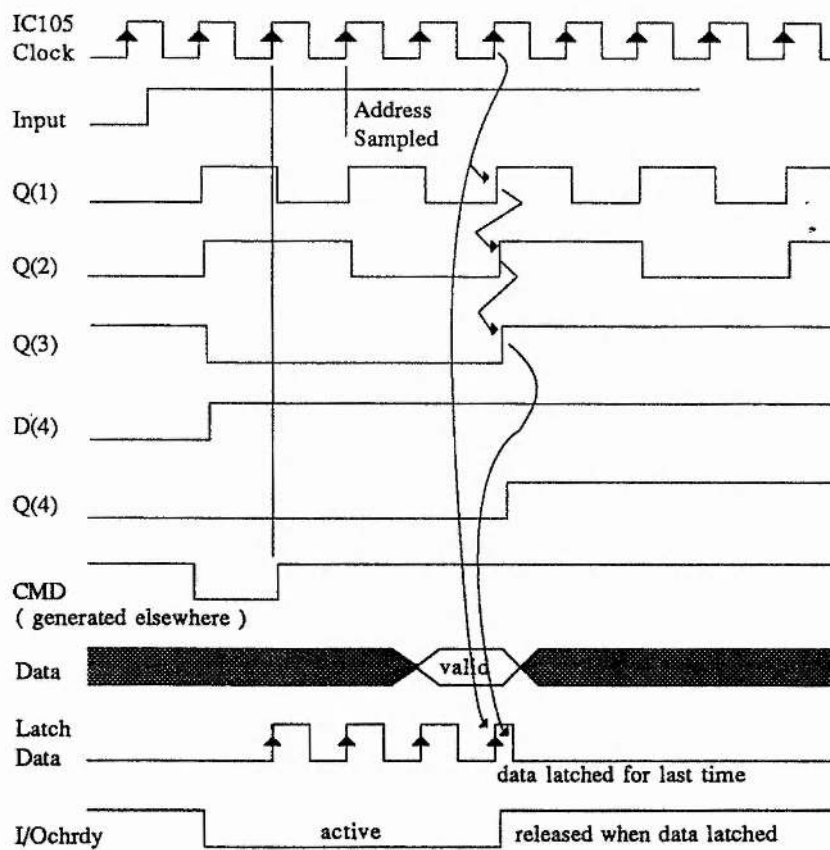 IC105
Clock
Input
Address
Sampled
Q(1)
Q(2)
Q(3)
D(4)
Q(4)
CMD
( generated elsewhere )
Data
valid
Latch
Data
data latched for last time
I/Ochrdy
active
released when data latched